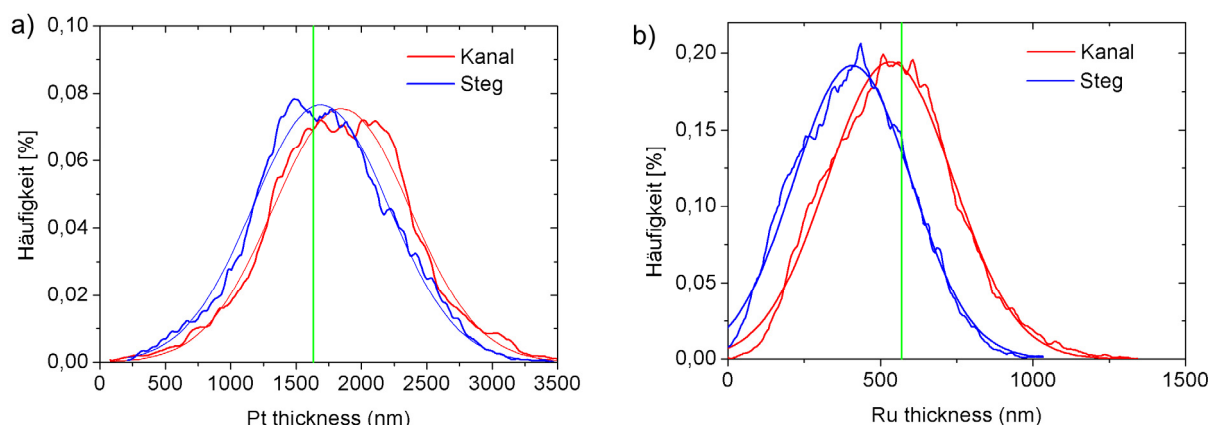 a)
Häufigkeit [%]
0,10
0,08
0,06
0,04
0,02
0,00
Kanal
Steg
0 500 1000 1500 2000 2500 3000 3500
Pt thickness (nm)
b)
Häufigkeit [%]
0,20
0,15
0,10
0,05
0,00
Kanal
Steg
0 500 1000 1500
Ru thickness (nm)